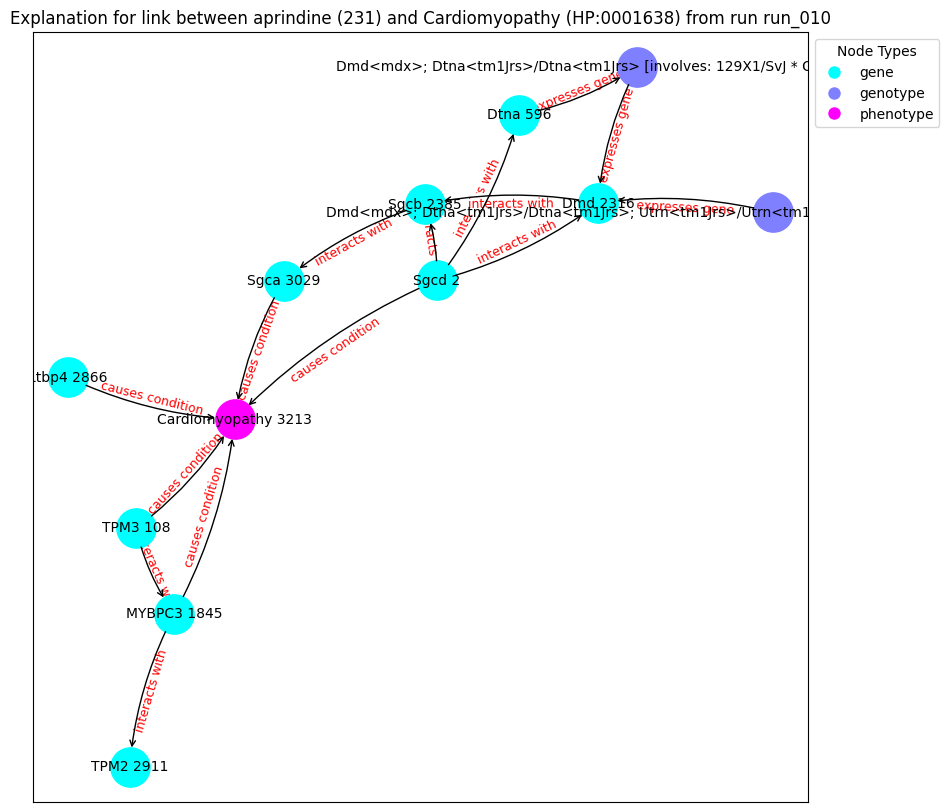 Explanation for link between aprindine (231) and Cardiomyopathy (HP:0001638) from run run_010
Node Types
gene
genotype
phenotype
Dmd<mdx>; Dtna<tm1Jrs>/Dtna<tm1Jrs> [involves: 129X1/SvJ *
expresses gene
Dtna 596
expresses gene
interacts with
Sgcb 2385
interacts with
Dmd 2316
expresses gene
Dmd<mdx>; Dtna<tm1Jrs>/Dtna<tm1Jrs>; Utrn<tm1Jrs>/Utrn<tm1
interacts with
interacts with
Sgca 3029
Sgcd 2
causes condition
causes condition
Ltbp4 2866
causes condition
Cardiomyopathy 3213
causes condition
causes condition
TPM3 108
MYBPC3 1845
interacts with
TPM2 2911